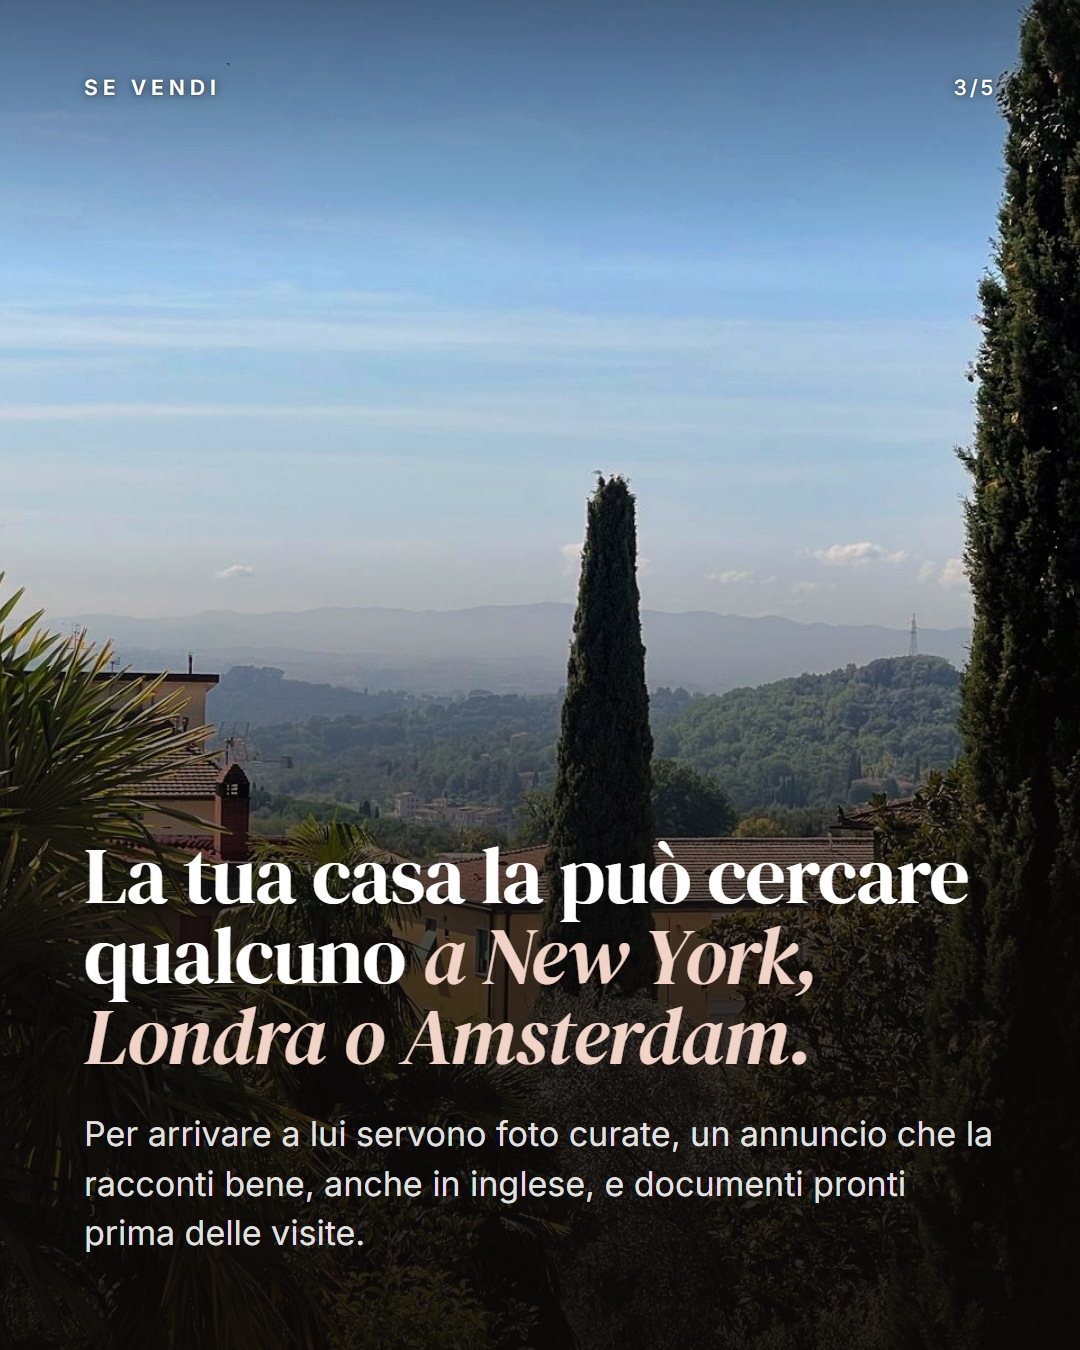 SE VENDI
3/5
La tua casa la può cercare
qualcuno a New York,
Londra o Amsterdam.
Per arrivare a lui servono foto curate, un annuncio che la
racconti bene, anche in inglese, e documenti pronti
prima delle visite.